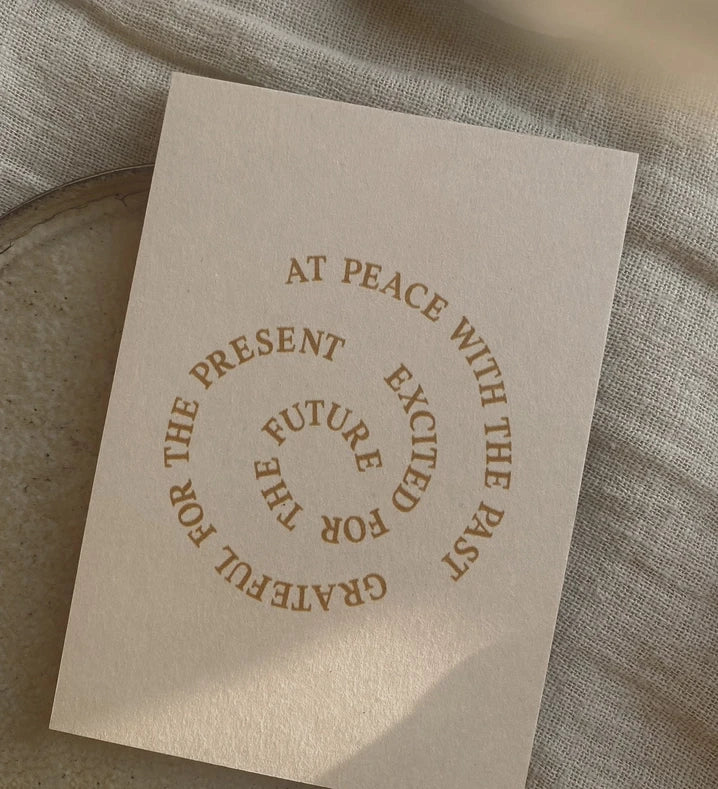 AT PEACE WITH THE PAST
GRATEFUL FOR THE PRESENT
EXCITED FOR THE FUTURE